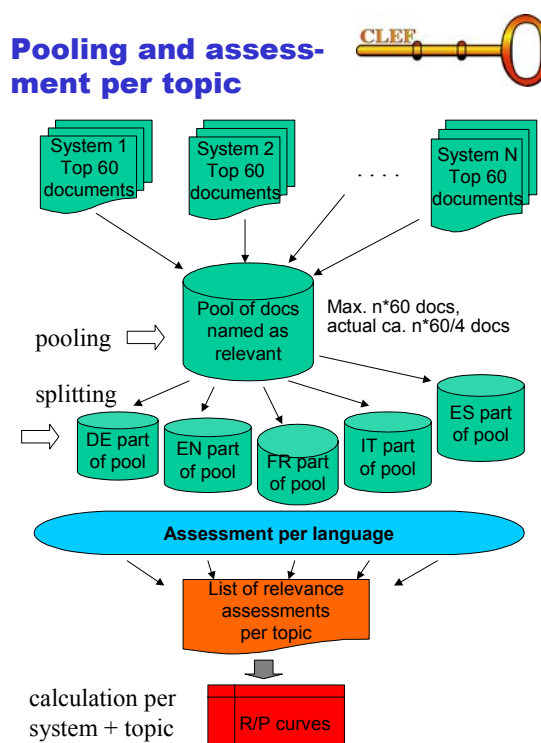 CLEF
Pooling and assess-
ment per topic
System 1
Top 60
documents
System 2
Top 60
documents
. . . .
System N
Top 60
documents
Pool of docs
named as
relevant
Max. n*60 docs,
actual ca. n*60/4 docs
pooling
splitting
DE part
of pool
EN part
of pool
FR part
of pool
IT part
of pool
ES part
of pool
Assessment per language
List of relevance
assessments
per topic
calculation per
system + topic
R/P curves